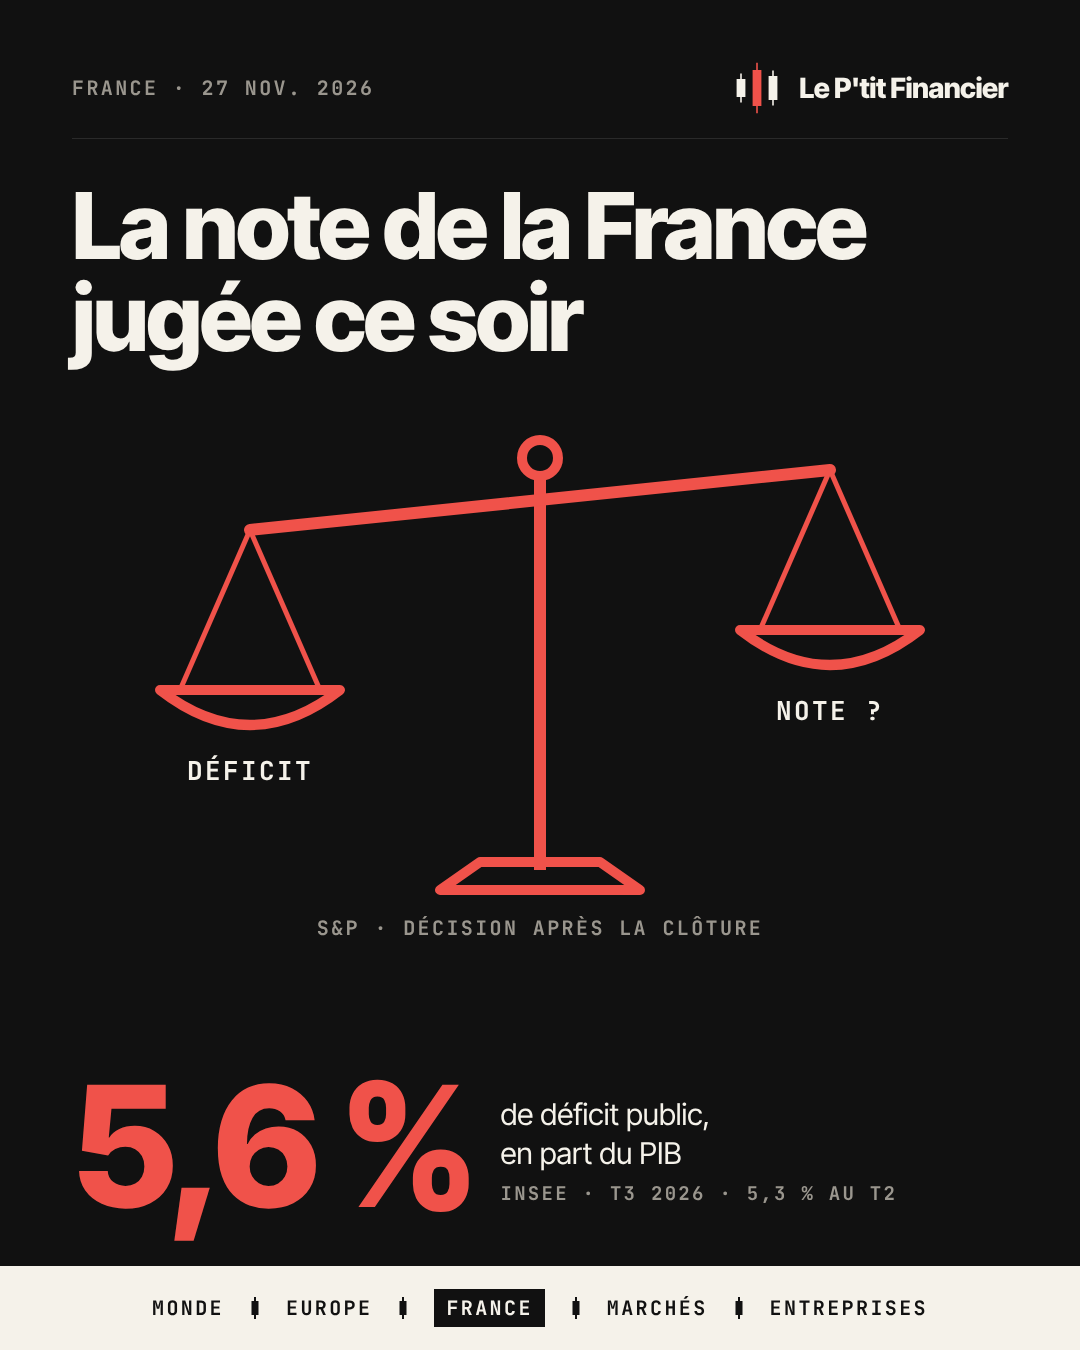 FRANCE · 27 NOV. 2026
Le P'tit Financier
La note de la France
jugée ce soir
NOTE ?
DÉFICIT
S&P · DÉCISION APRÈS LA CLÔTURE
5,6 %
de déficit public,
en part du PIB
INSEE · T3 2026 · 5,3 % AU T2
MONDE EUROPE FRANCE MARCHÉS ENTREPRISES